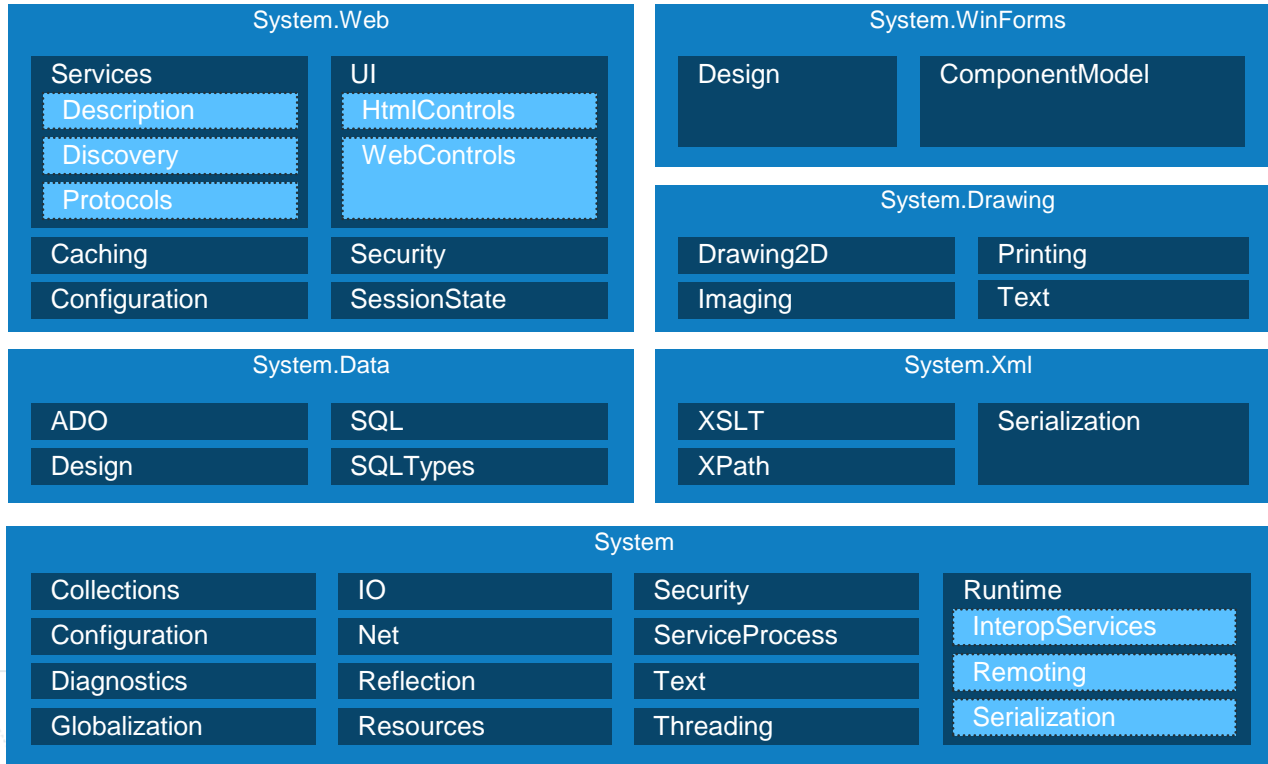 System.Web
Services
Description
Discovery
Protocols
UI
HtmlControls
WebControls
Caching
Security
Configuration
SessionState
System.WinForms
Design
ComponentModel
System.Drawing
Drawing2D
Printing
Imaging
Text
System.Data
ADO
SQL
Design
SQLTypes
System.Xml
XSLT
Serialization
XPath
System
Collections
Configuration
Diagnostics
Globalization
IO
Net
Reflection
Resources
Security
ServiceProcess
Text
Threading
Runtime
InteropServices
Remoting
Serialization